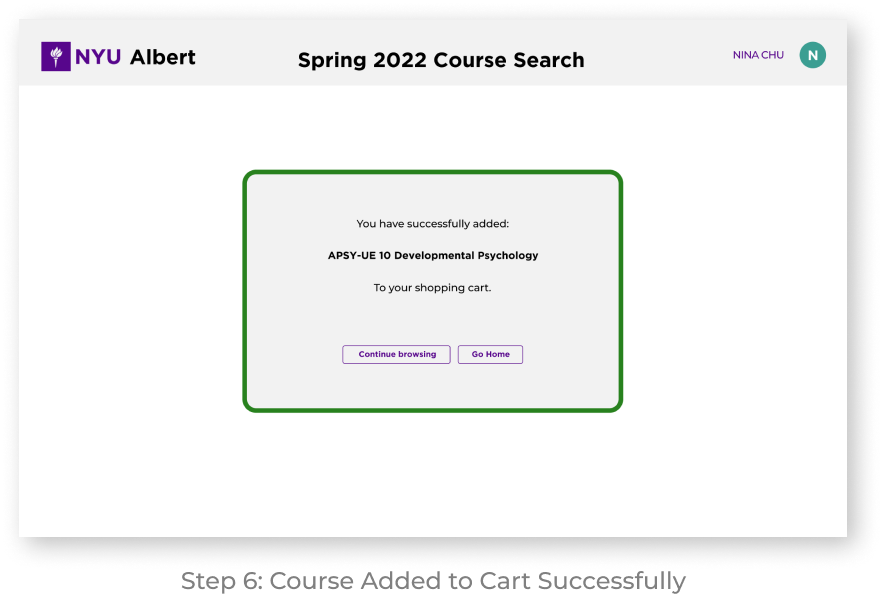 NYU Albert
Spring 2022 Course Search
NINA CHU
N
You have successfully added:
APSY-UE 10 Developmental Psychology
To your shopping cart.
Continue browsing
Go Home
Step 6: Course Added to Cart Successfully